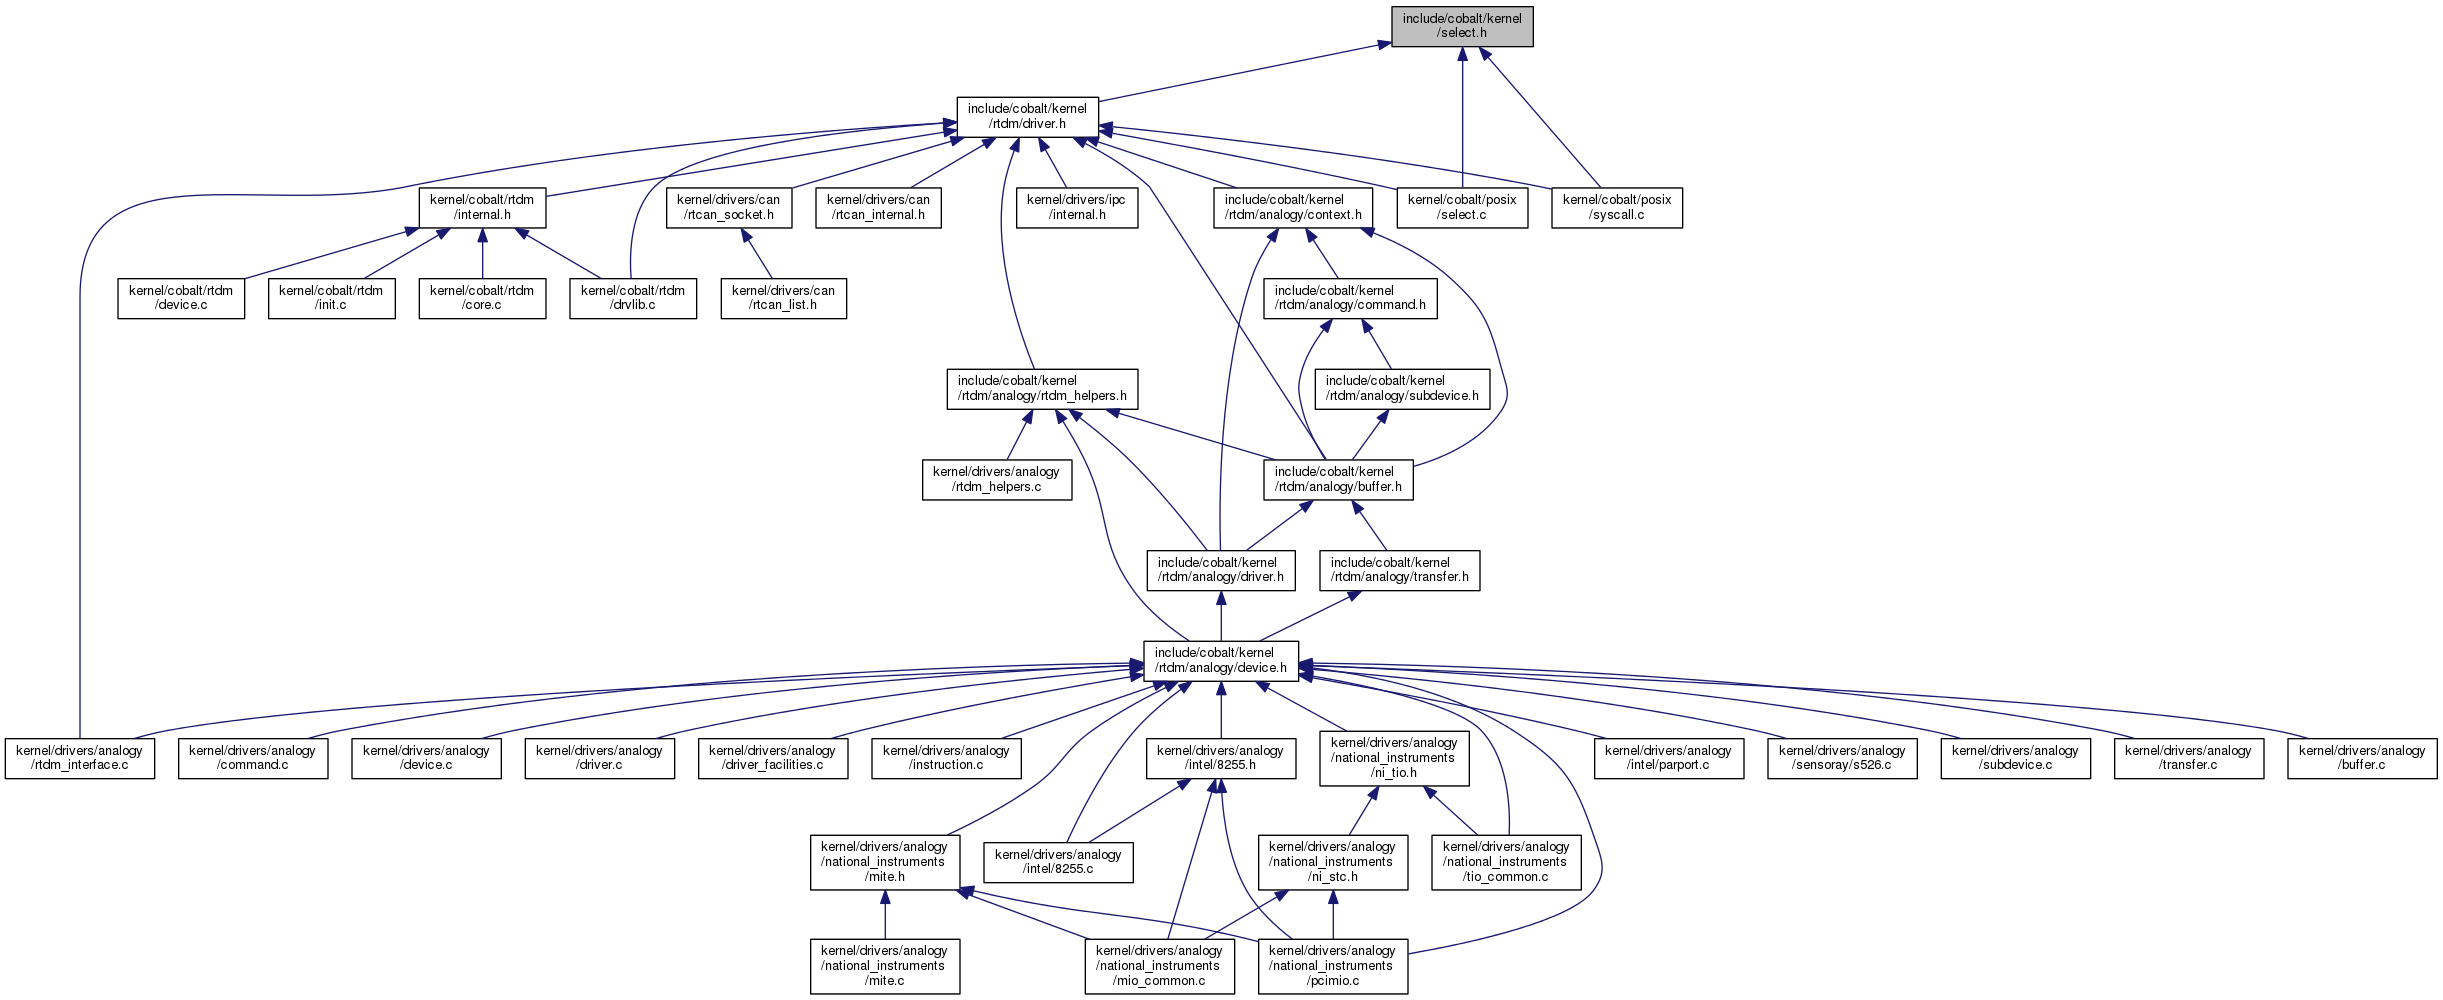 include/cobalt/kernel
/select.h
include/cobalt/kernel
/rtdm/driver.h
kernel/cobalt/rtdm
/internal.h
kernel/drivers/can
/rtcan_socket.h
kernel/drivers/can
/rtcan_internal.h
kernel/drivers/ipc
/internal.h
include/cobalt/kernel
/rtdm/analogy/context.h
kernel/cobalt/posix
/select.c
kernel/cobalt/posix
/syscall.c
kernel/cobalt/rtdm
/device.c
kernel/cobalt/rtdm
/init.c
kernel/cobalt/rtdm
/core.c
kernel/cobalt/rtdm
/drvlib.c
kernel/drivers/can
/rtcan_list.h
include/cobalt/kernel
/rtdm/analogy/command.h
include/cobalt/kernel
/rtdm/analogy/rtdm_helpers.h
include/cobalt/kernel
/rtdm/analogy/subdevice.h
kernel/drivers/analogy
/rtdm_helpers.c
include/cobalt/kernel
/rtdm/analogy/buffer.h
include/cobalt/kernel
/rtdm/analogy/driver.h
include/cobalt/kernel
/rtdm/analogy/transfer.h
include/cobalt/kernel
/rtdm/analogy/device.h
kernel/drivers/analogy
/rtdm_interface.c
kernel/drivers/analogy
/command.c
kernel/drivers/analogy
/device.c
kernel/drivers/analogy
/driver.c
kernel/drivers/analogy
/driver_facilities.c
kernel/drivers/analogy
/instruction.c
kernel/drivers/analogy
/intel/8255.h
kernel/drivers/analogy
/national_instruments
/ni_tio.h
kernel/drivers/analogy
/intel/parport.c
kernel/drivers/analogy
/sensoray/s526.c
kernel/drivers/analogy
/subdevice.c
kernel/drivers/analogy
/transfer.c
kernel/drivers/analogy
/buffer.c
kernel/drivers/analogy
/national_instruments
/mite.h
kernel/drivers/analogy
/intel/8255.c
kernel/drivers/analogy
/national_instruments
/ni_stc.h
kernel/drivers/analogy
/national_instruments
/tio_common.c
kernel/drivers/analogy
/national_instruments
/mite.c
kernel/drivers/analogy
/national_instruments
/mio_common.c
kernel/drivers/analogy
/national_instruments
/pcimio.c